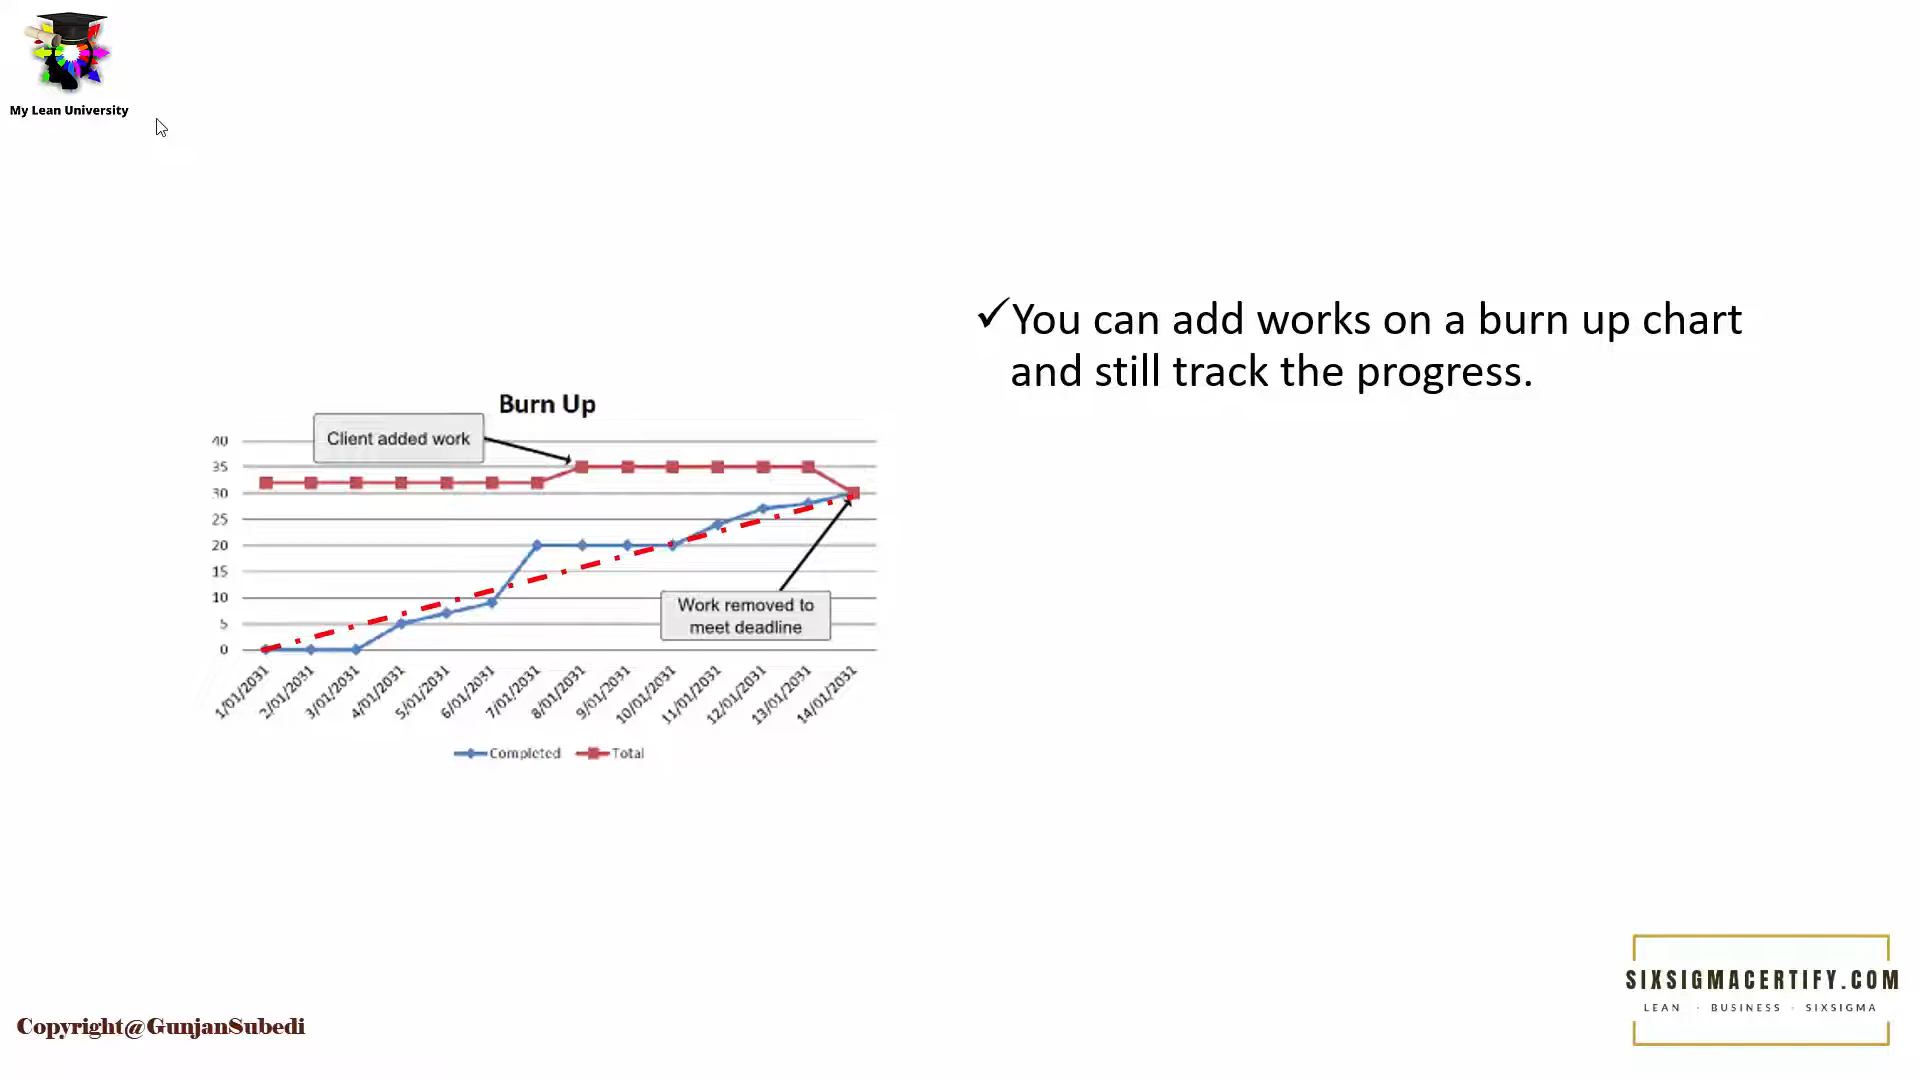 My Lean University
✓You can add works on a burn up chart
and still track the progress.
Burn Up
Client added work
40
35
30
25
20
15
10
5
0
Work removed to
meet deadline
1/01/2031
2/01/2031
3/01/2031
4/01/2031
5/01/2031
6/01/2031
7/01/2031
8/01/2031
9/01/2031
10/01/2031
11/01/2031
12/01/2031
13/01/2031
14/01/2031
Completed Total
SIXSIGMACERTIFY.COM
LEAN · BUSINESS · SIXSIGMA
Copyright@GunjanSubedi